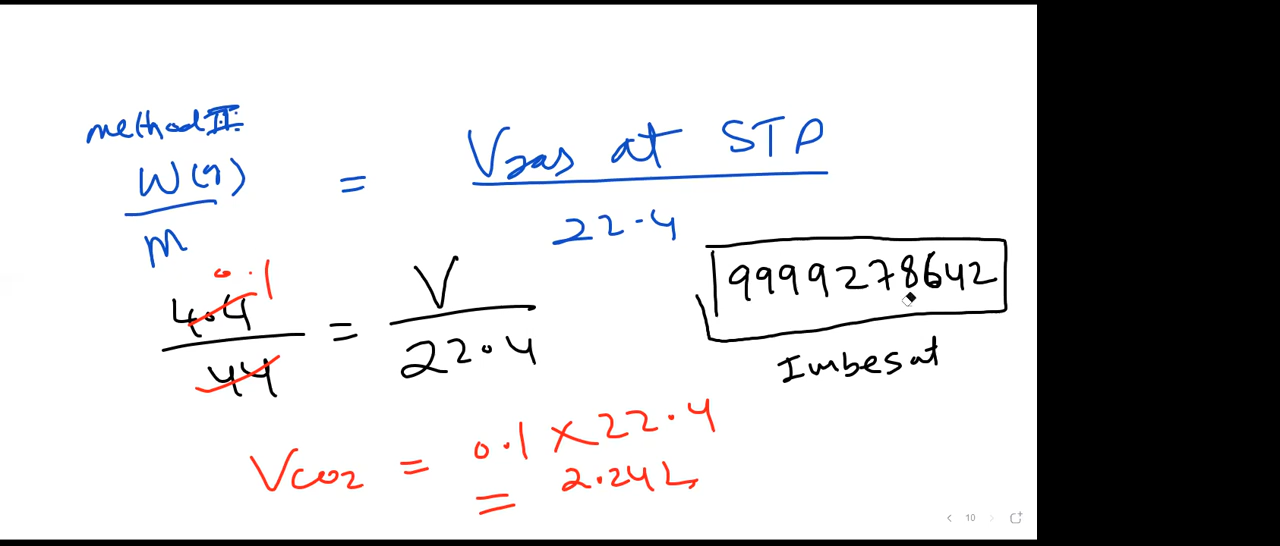 method II.
W(g) / M = Vgas at STP / 22.4
0.1
4.4 / 44 = V / 22.4
9999278642
Imbesat
Vco2 = 0.1 × 22.4
= 2.24L
10